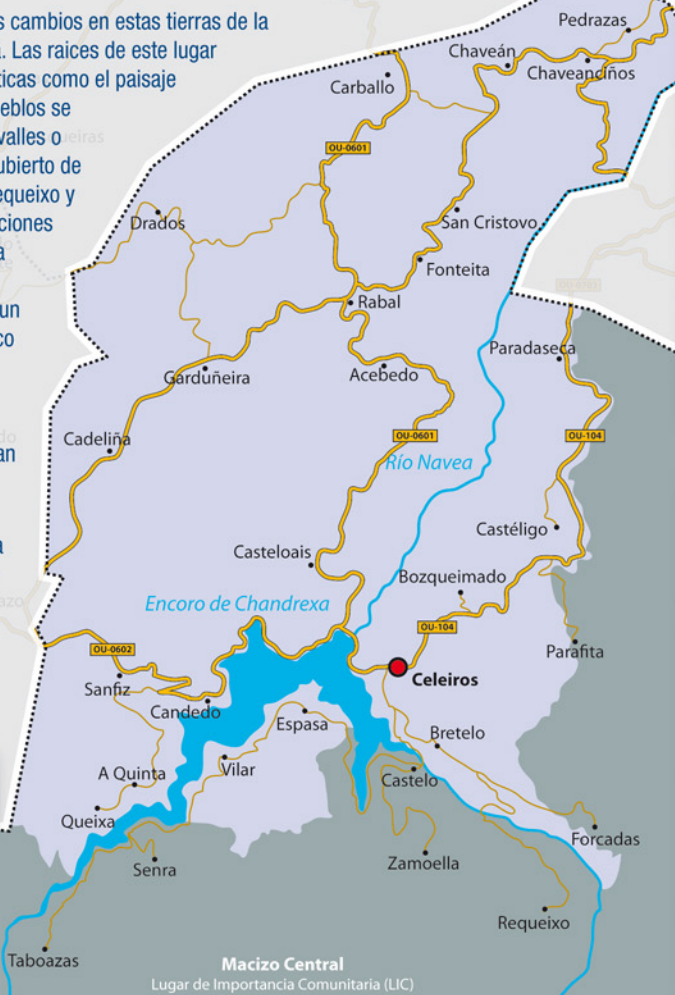 s cambios en estas tierras de la
a. Las raices de este lugar
ticas como el paisaje
eblos se
valles o
ubierto de
equeixo y
ciones
a
un
co
an
a
Pedrazas
Chaveán
Chaveanciños
Carballo
OU-0601
Drados
San Cristovo
Fonteita
Rabal
Paradaseca
Garduñeira
Acebedo
Cadeliña
OU-0601
OU-104
Río Navea
Castéligo
Casteloais
Bozqueimado
Encoro de Chandrexa
OU-104
OU-0602
Parafita
Sanfiz
Celeiros
Candedo
Espasa
Bretelo
A Quinta
Vilar
Castelo
Queixa
Forcadas
Senra
Zamoella
Requeixo
Taboazas
Macizo Central
Lugar de Importancia Comunitaria (LIC)